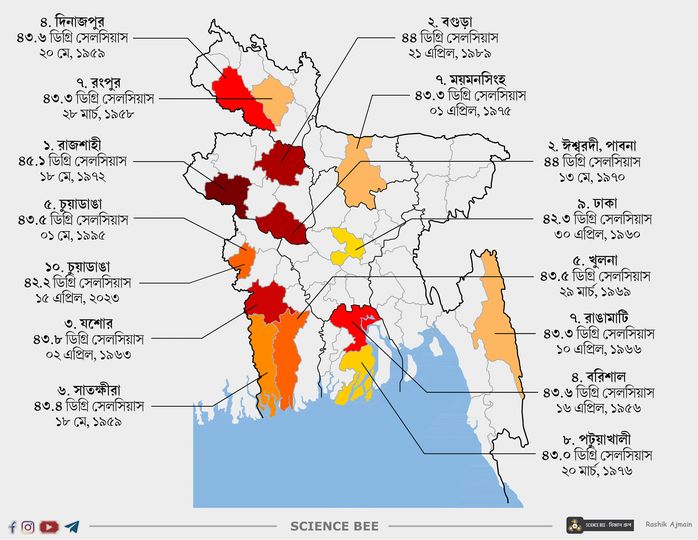 ৪. দিনাজপুর
৪৩.৬ ডিগ্রি সেলসিয়াস
২০ মে, ১৯৫৯
২. বগুড়া
৪৪ ডিগ্রি সেলসিয়াস
২১ এপ্রিল, ১৯৮৯
৭. রংপুর
৪৩.৩ ডিগ্রি সেলসিয়াস
২৮ মার্চ, ১৯৫৮
৭. ময়মনসিংহ
৪৩.৩ ডিগ্রি সেলসিয়াস
০১ এপ্রিল, ১৯৭৫
১. রাজশাহী
৪৫.১ ডিগ্রি সেলসিয়াস
১৮ মে, ১৯৭২
২. ঈশ্বরদী, পাবনা
৪৪ ডিগ্রি সেলসিয়াস
১৩ মে, ১৯৭০
৫. চুয়াডাঙা
৪৩.৫ ডিগ্রি সেলসিয়াস
০১ মে, ১৯৯৫
৯. ঢাকা
৪২.৩ ডিগ্রি সেলসিয়াস
৩০ এপ্রিল, ১৯৬০
১০. চুয়াডাঙা
৪২.২ ডিগ্রি সেলসিয়াস
১৫ এপ্রিল, ২০২৩
৫. খুলনা
৪৩.৫ ডিগ্রি সেলসিয়াস
২৯ মার্চ, ১৯৬৯
৩. যশোর
৪৩.৮ ডিগ্রি সেলসিয়াস
০২ এপ্রিল, ১৯৬৩
৭. রাঙামাটি
৪৩.৩ ডিগ্রি সেলসিয়াস
১০ এপ্রিল, ১৯৬৬
৬. সাতক্ষীরা
৪৩.৪ ডিগ্রি সেলসিয়াস
১৮ মে, ১৯৫৯
৪. বরিশাল
৪৩.৬ ডিগ্রি সেলসিয়াস
১৬ এপ্রিল, ১৯৫৬
৮. পটুয়াখালী
৪৩.০ ডিগ্রি সেলসিয়াস
২০ মার্চ, ১৯৭৬
SCIENCE BEE
SCIENCE BEE - বিজ্ঞান গ্রুপ
Rashik Ajmain